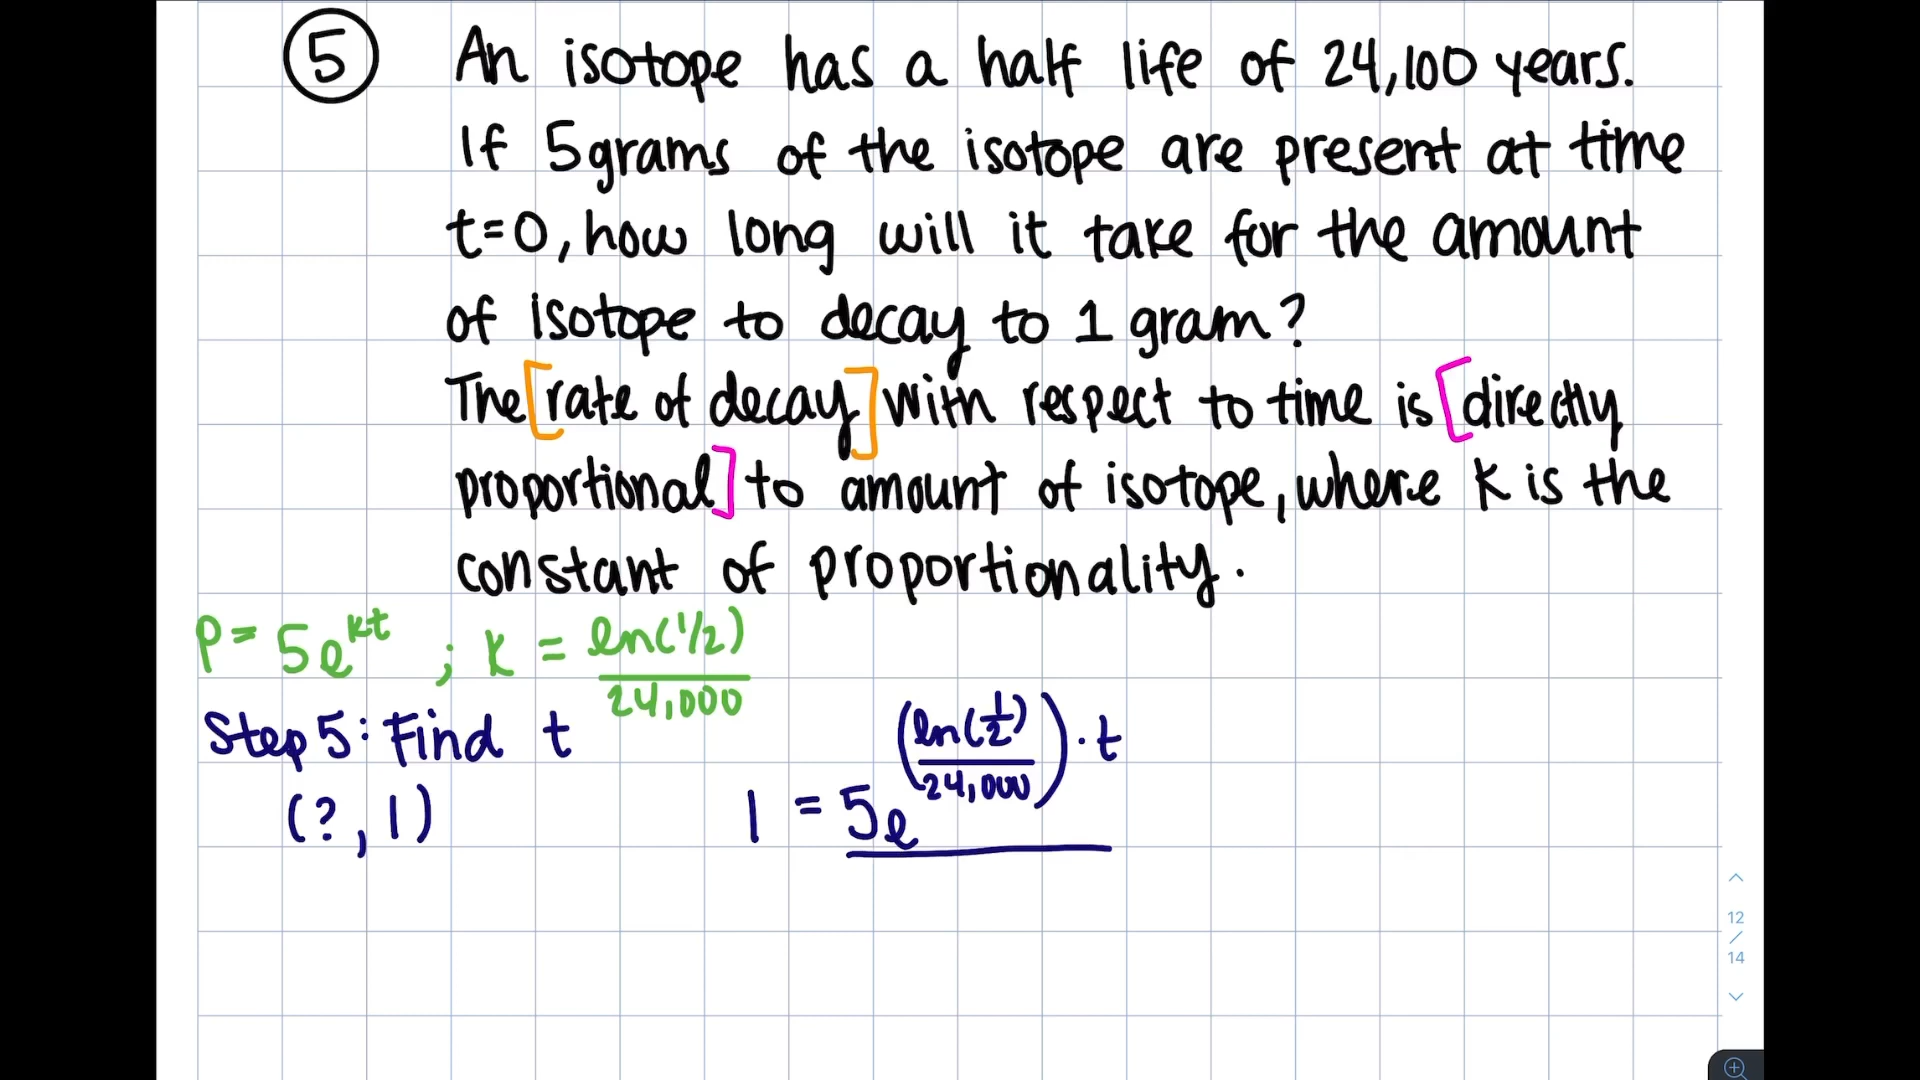 5 An isotope has a half life of 24,100 years.
If 5 grams of the isotope are present at time
t=0, how long will it take for the amount
of isotope to decay to 1 gram?
The [rate of decay] with respect to time is [directly
proportional] to amount of isotope, where k is the
constant of proportionality.
P = 5e^kt ; k = ln(1/2)/24,000
Step 5: Find t
(?, 1) 1 = 5e^(ln(1/2)/24,000)·t
12
/
14